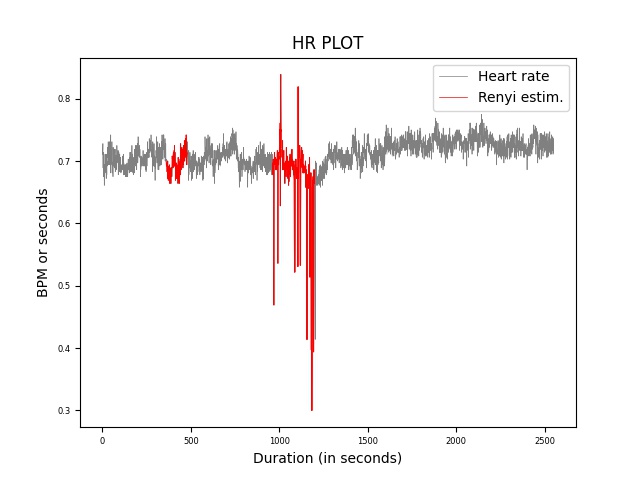 HR PLOT
Heart rate
Renyi estim.
BPM or seconds
0.8
0.7
0.6
0.5
0.4
0.3
0 500 1000 1500 2000 2500
Duration (in seconds)